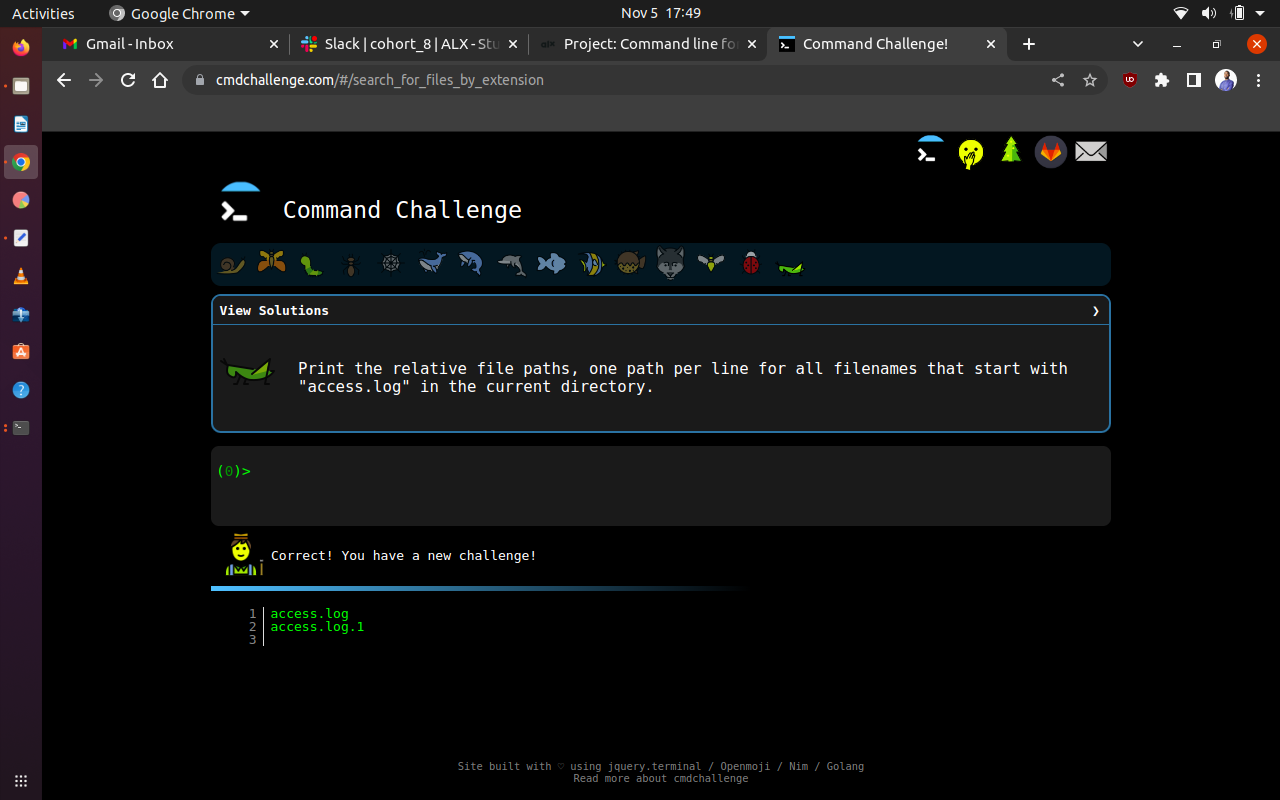 Activities Google Chrome Nov 5 17:49
Gmail - Inbox Slack | cohort_8 | ALX - Stu Project: Command line fo Command Challenge!
cmdchallenge.com/#/search_for_files_by_extension
Command Challenge
View Solutions
Print the relative file paths, one path per line for all filenames that start with
"access.log" in the current directory.
(0)>
Correct! You have a new challenge!
1 access.log
2 access.log.1
3
Site built with ♡ using jquery.terminal / Openmoji / Nim / Golang
Read more about cmdchallenge